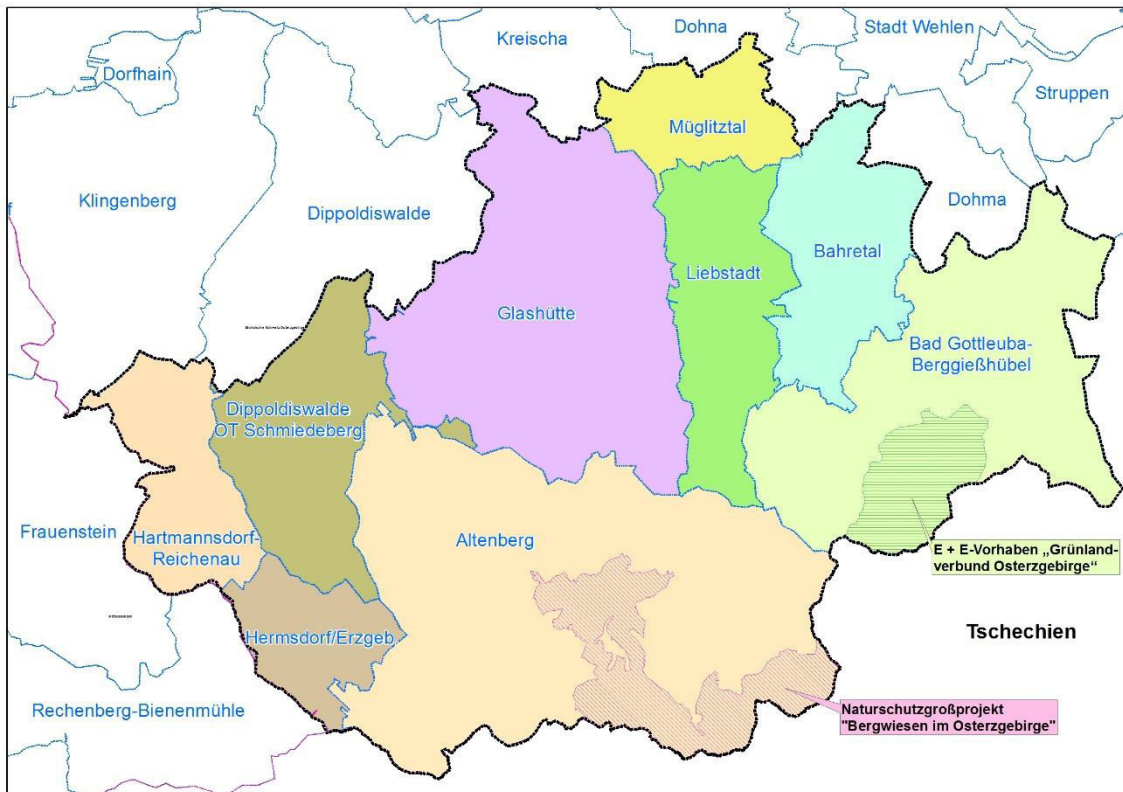 Dohna
Stadt Wehlen
Kreischa
Dorfhain
Struppen
Müglitztal
Klingenberg
Dippoldiswalde
Dohma
Bahretal
Liebstadt
Glashütte
Bad Gottleuba-
Berggießhübel
Dippoldiswalde
OT Schmiedeberg
Frauenstein
Hartmannsdorf-
Reichenau
Altenberg
E + E-Vorhaben „Grünland-
verbund Osterzgebirge“
Hermsdorf/Erzgeb.
Tschechien
Rechenberg-Bienenmühle
Naturschutzgroßprojekt
"Bergwiesen im Osterzgebirge"